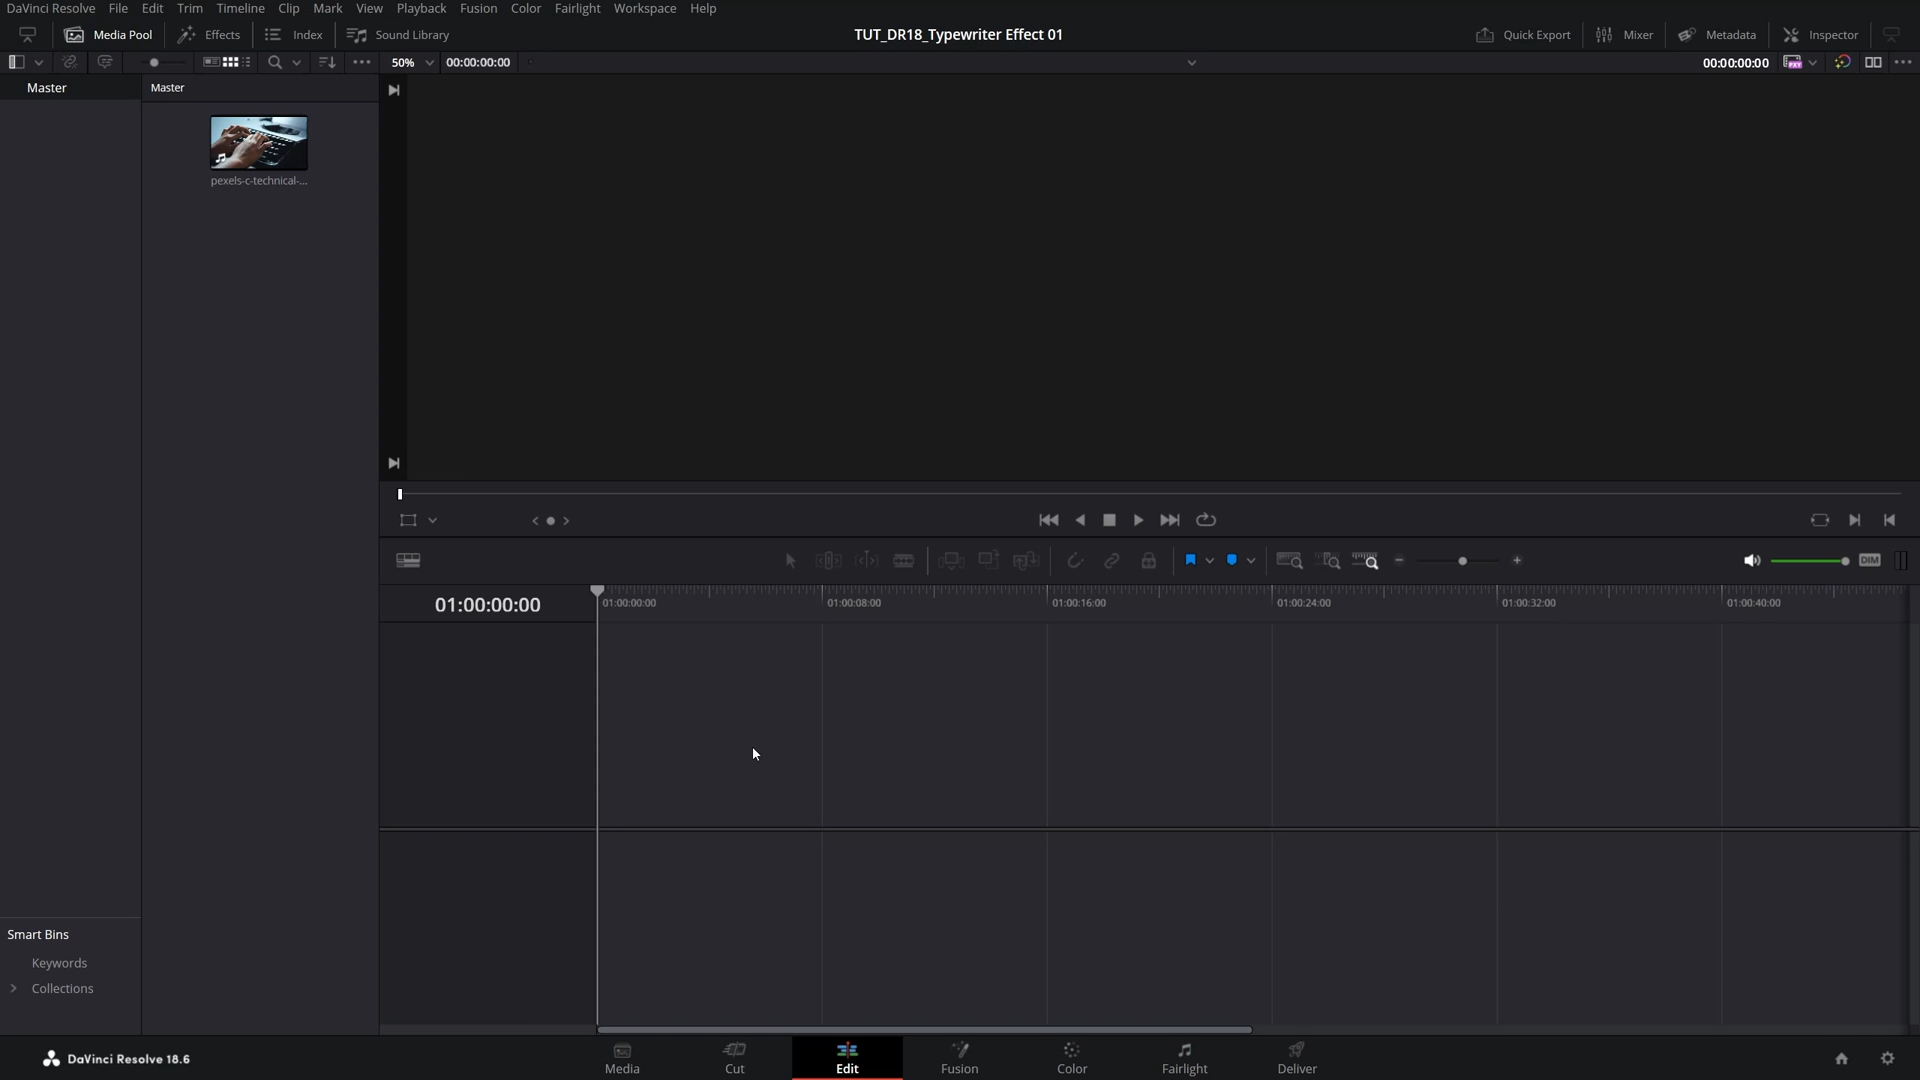 DaVinci Resolve File Edit Trim Timeline Clip Mark View Playback Fusion Color Fairlight Workspace Help
Media Pool Effects Index Sound Library TUT_DR18_Typewriter Effect 01 Quick Export Mixer Metadata Inspector
50% 00:00:00:00 00:00:00:00
Master Master
pexels-c-technical-...
DIM
01:00:00:00 01:00:00:00 01:00:08:00 01:00:16:00 01:00:24:00 01:00:32:00 01:00:40:00
Smart Bins
Keywords
Collections
DaVinci Resolve 18.6 Media Cut Edit Fusion Color Fairlight Deliver